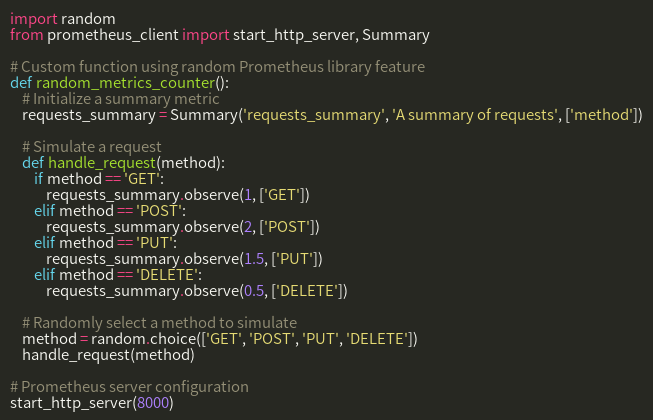 import random
from prometheus_client import start_http_server, Summary

# Custom function using random Prometheus library feature
def random_metrics_counter():
    # Initialize a summary metric
    requests_summary = Summary('requests_summary', 'A summary of requests', ['method'])

    # Simulate a request
    def handle_request(method):
        if method == 'GET':
            requests_summary.observe(1, ['GET'])
        elif method == 'POST':
            requests_summary.observe(2, ['POST'])
        elif method == 'PUT':
            requests_summary.observe(1.5, ['PUT'])
        elif method == 'DELETE':
            requests_summary.observe(0.5, ['DELETE'])

    # Randomly select a method to simulate
    method = random.choice(['GET', 'POST', 'PUT', 'DELETE'])
    handle_request(method)

# Prometheus server configuration
start_http_server(8000)